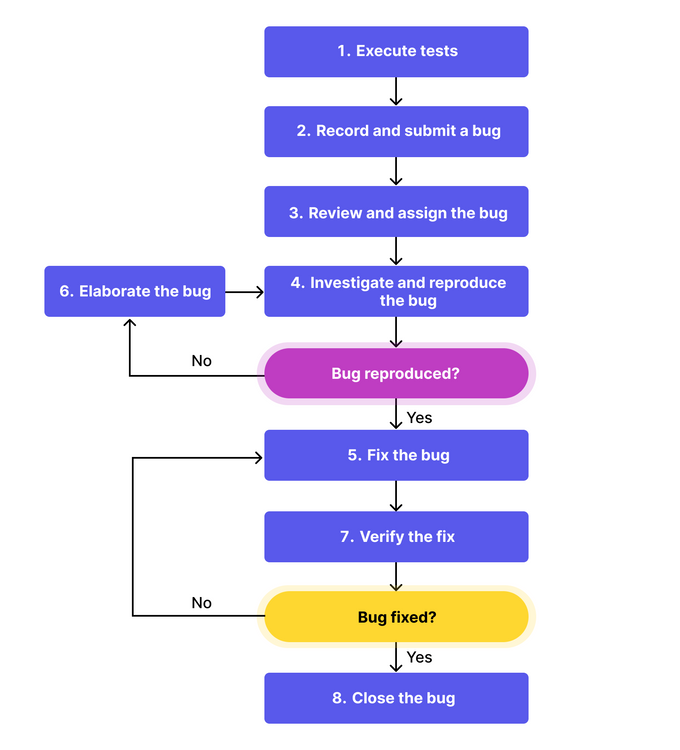 1. Execute tests
2. Record and submit a bug
3. Review and assign the bug
6. Elaborate the bug
4. Investigate and reproduce
the bug
No
Bug reproduced?
Yes
5. Fix the bug
7. Verify the fix
No
Bug fixed?
Yes
8. Close the bug